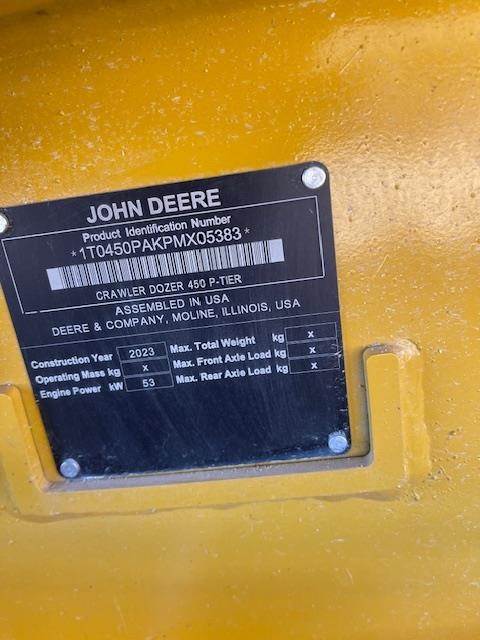 JOHN DEERE
Product Identification Number
*1T0450PAKPMX05383*
CRAWLER DOZER 450 P-TIER
ASSEMBLED IN USA
DEERE & COMPANY, MOLINE, ILLINOIS, USA
Construction Year 2023 Max. Total Weight kg x
Operating Mass kg x Max. Front Axle Load kg x
Engine Power kW 53 Max. Rear Axle Load kg x